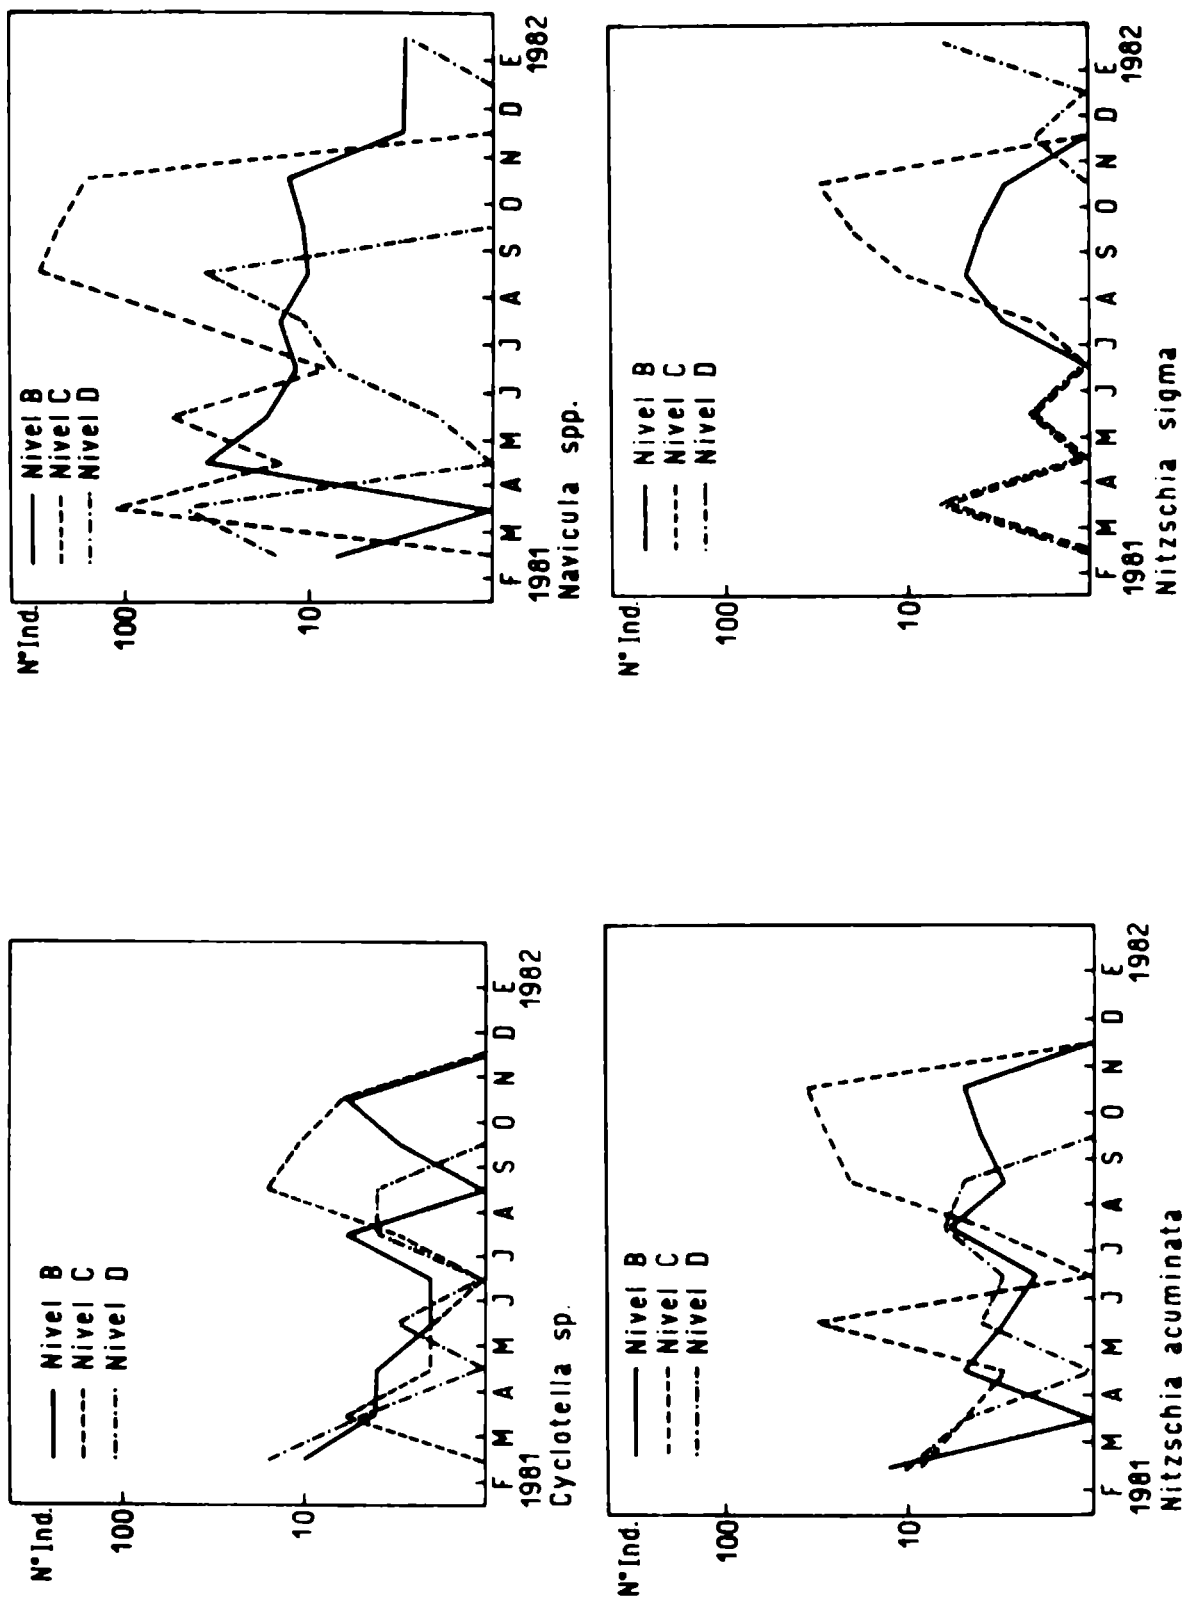 N°Ind.
100
10
Nivel B
Nivel C
Nivel D
F M A M J J A S O N D E
1981 1982
Cyclotella sp.
N°Ind.
100
10
Nivel B
Nivel C
Nivel D
F M A M J J A S O N D E
1981 1982
Navicula spp.
N°Ind.
100
10
Nivel B
Nivel C
Nivel D
F M A M J J A S O N D E
1981 1982
Nitzschia acuminata
N°Ind.
100
10
Nivel B
Nivel C
Nivel D
F M A M J J A S O N D E
1981 1982
Nitzschia sigma